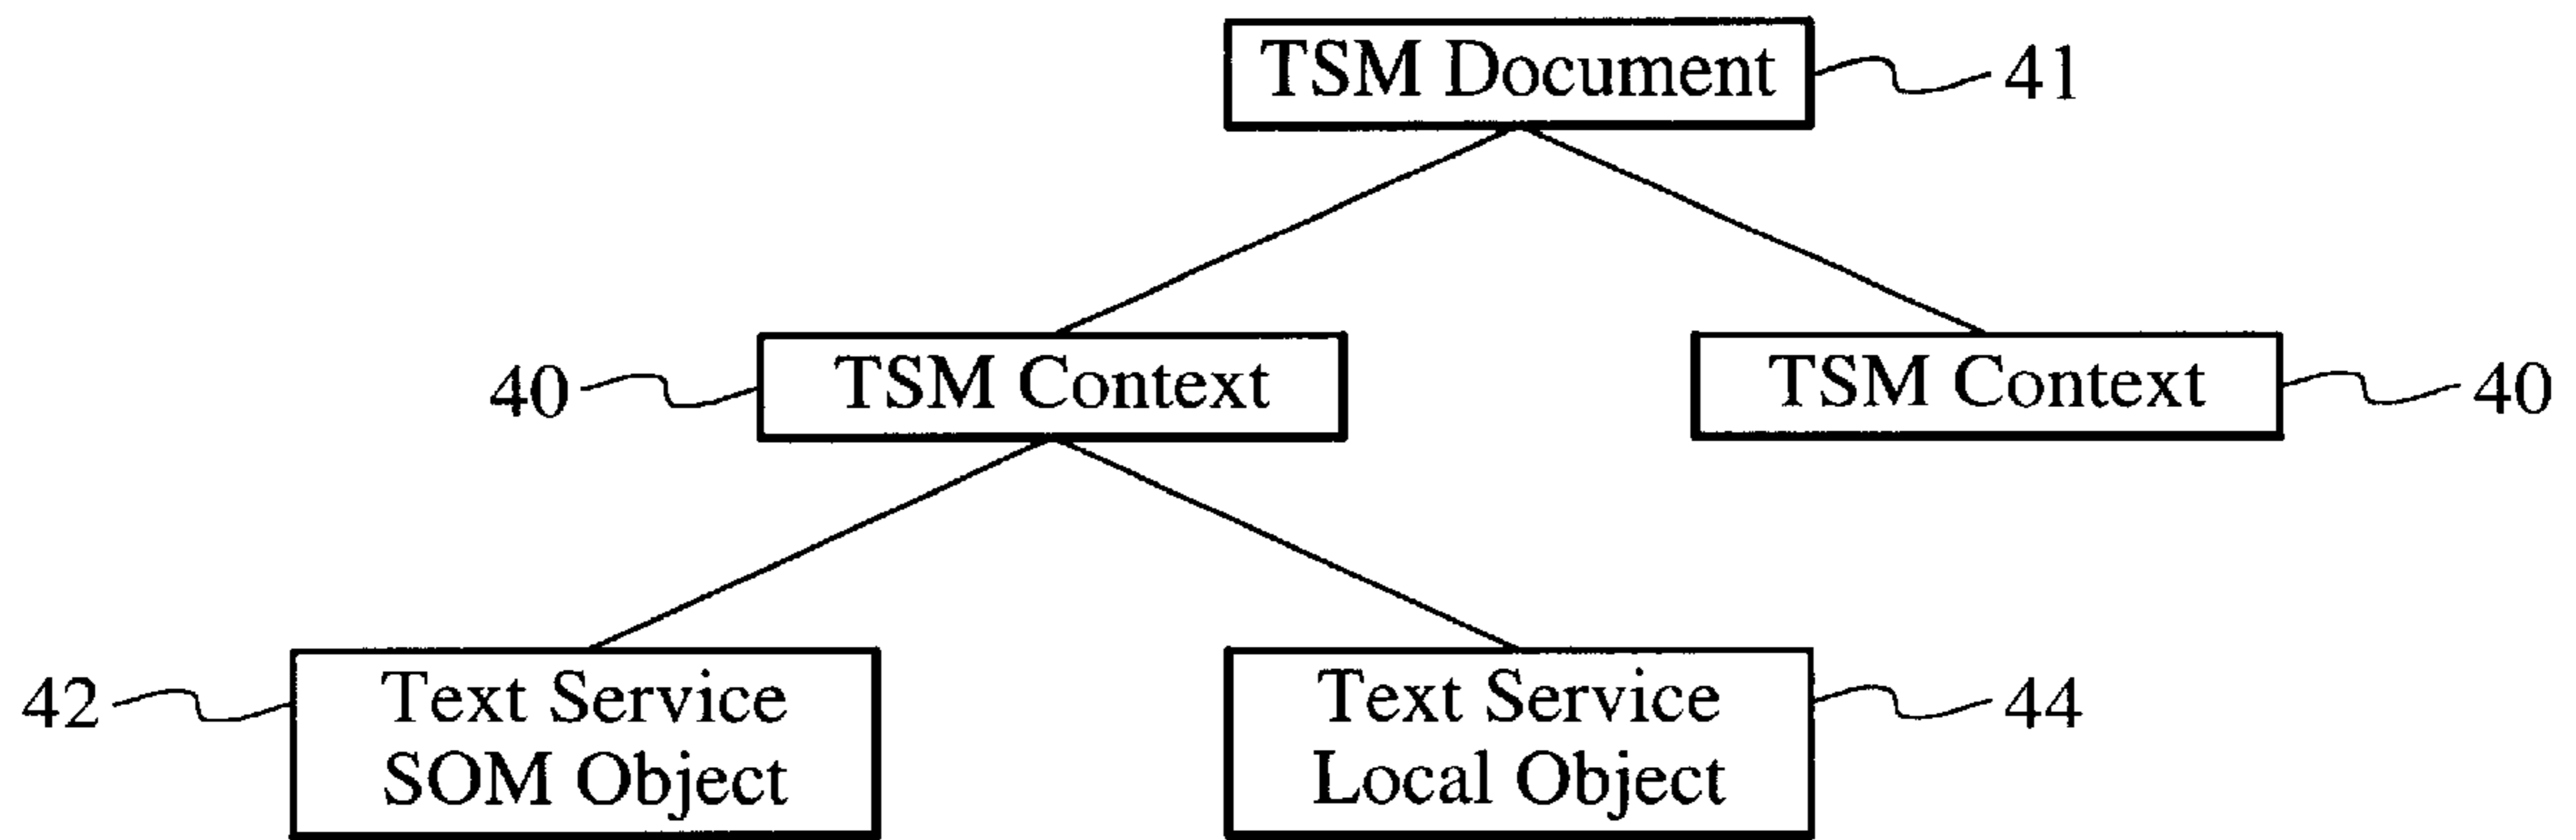 TSM Document
41
40
TSM Context
TSM Context
40
42
Text Service
SOM Object
Text Service
Local Object
44